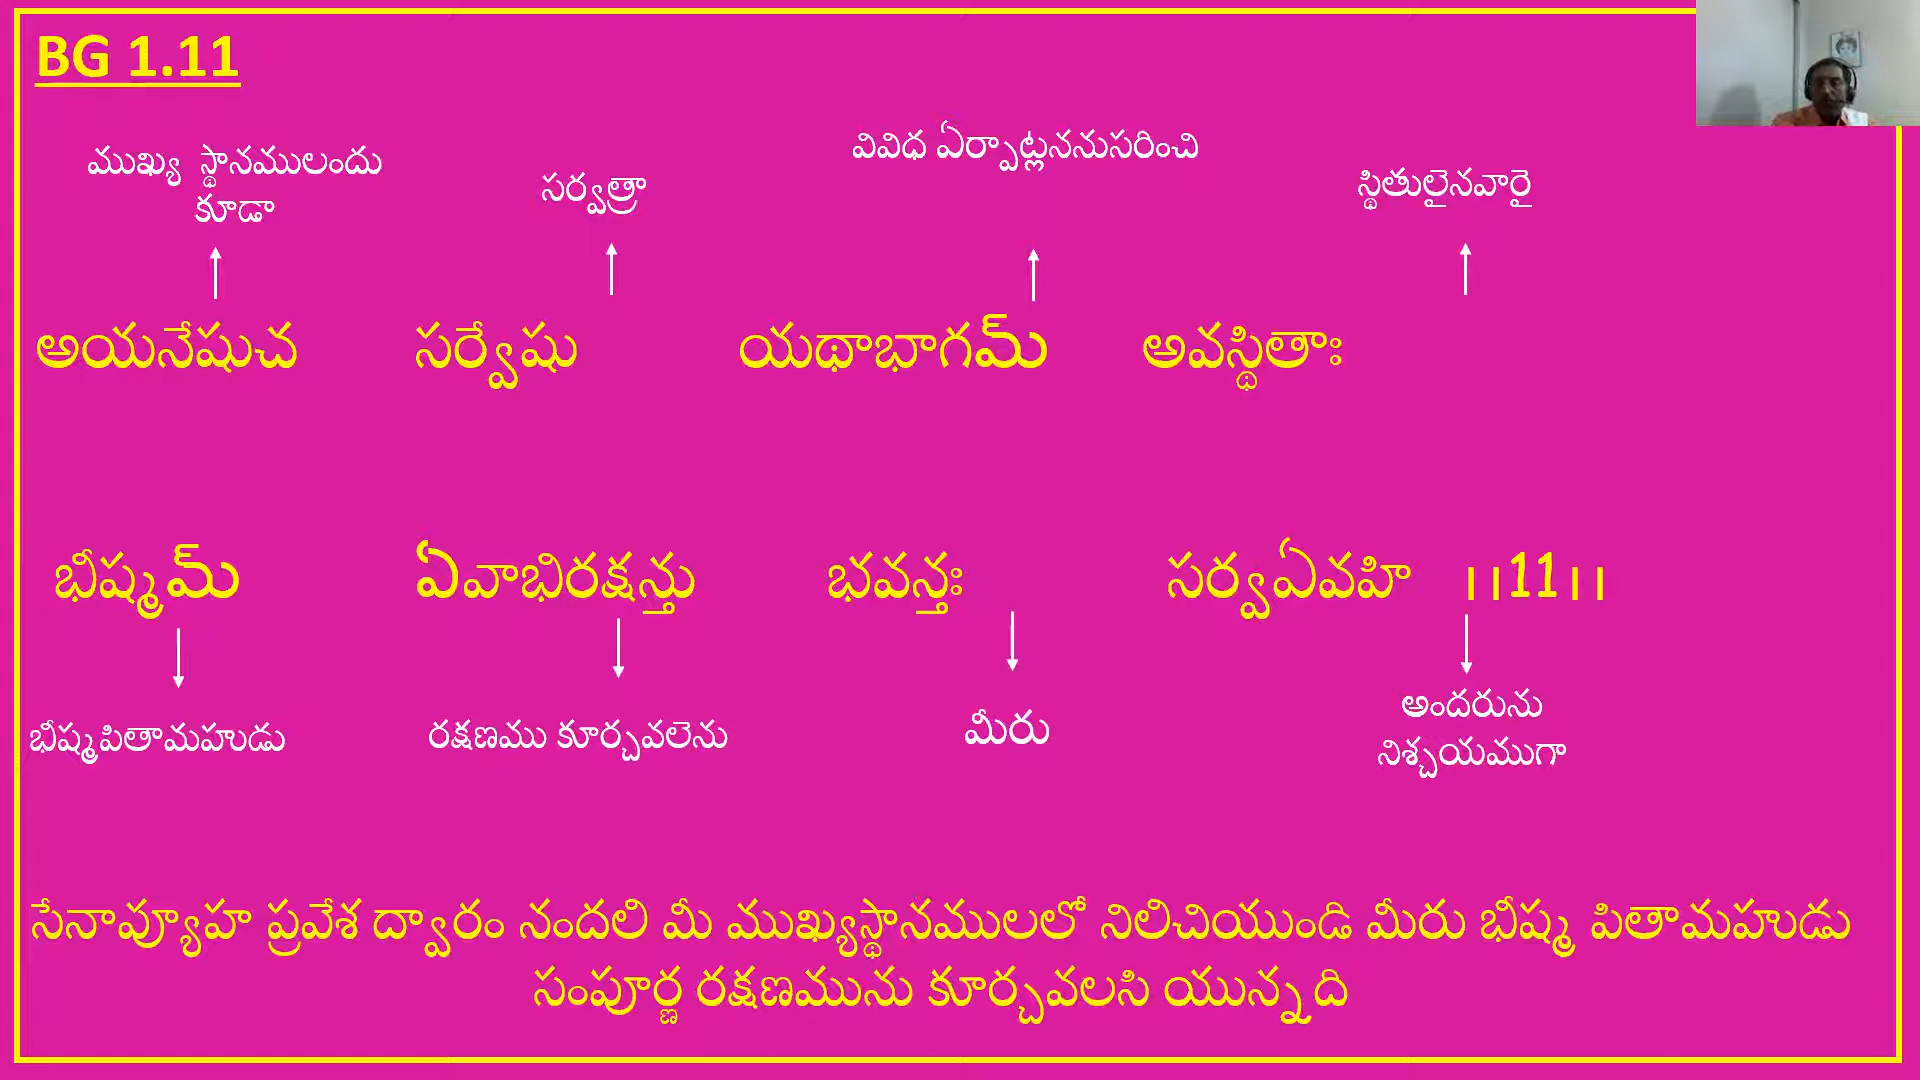 BG 1.11
ముఖ్య స్థానములందు
కూడా
సర్వత్రా
వివిధ ఏర్పాట్లననుసరించి
స్థితులైనవారై
అయనేషుచ సర్వేషు యథాభాగమ్ అవస్థితాః
భీష్మమ్ ఏవాభిరక్షన్తు భవన్తః సర్వఏవహి ।।11।।
భీష్మపితామహుడు
రక్షణము కూర్చవలెను
మీరు
అందరును
నిశ్చయముగా
సేనావ్యూహ ప్రవేశ ద్వారం నందలి మీ ముఖ్యస్థానములలో నిలిచియుండి మీరు భీష్మ పితామహుడు
సంపూర్ణ రక్షణమును కూర్చవలసి యున్నది